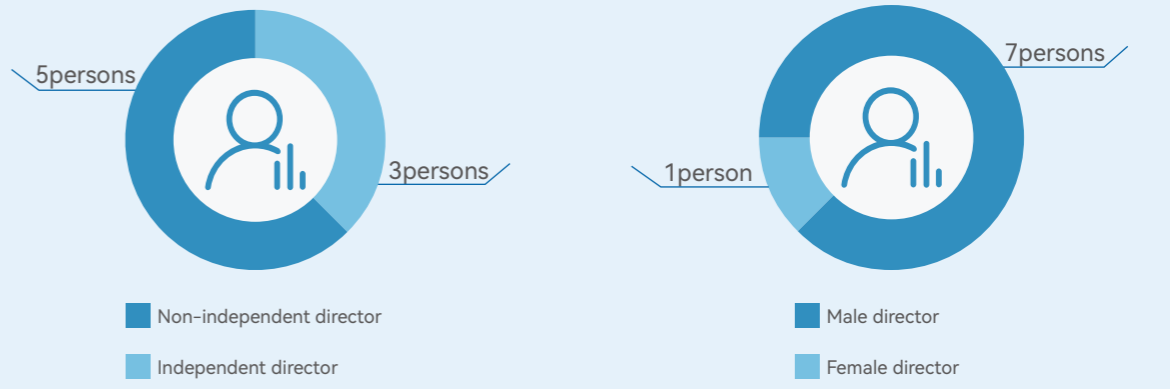 5persons
3persons
Non-independent director
Independent director
7persons
1person
Male director
Female director